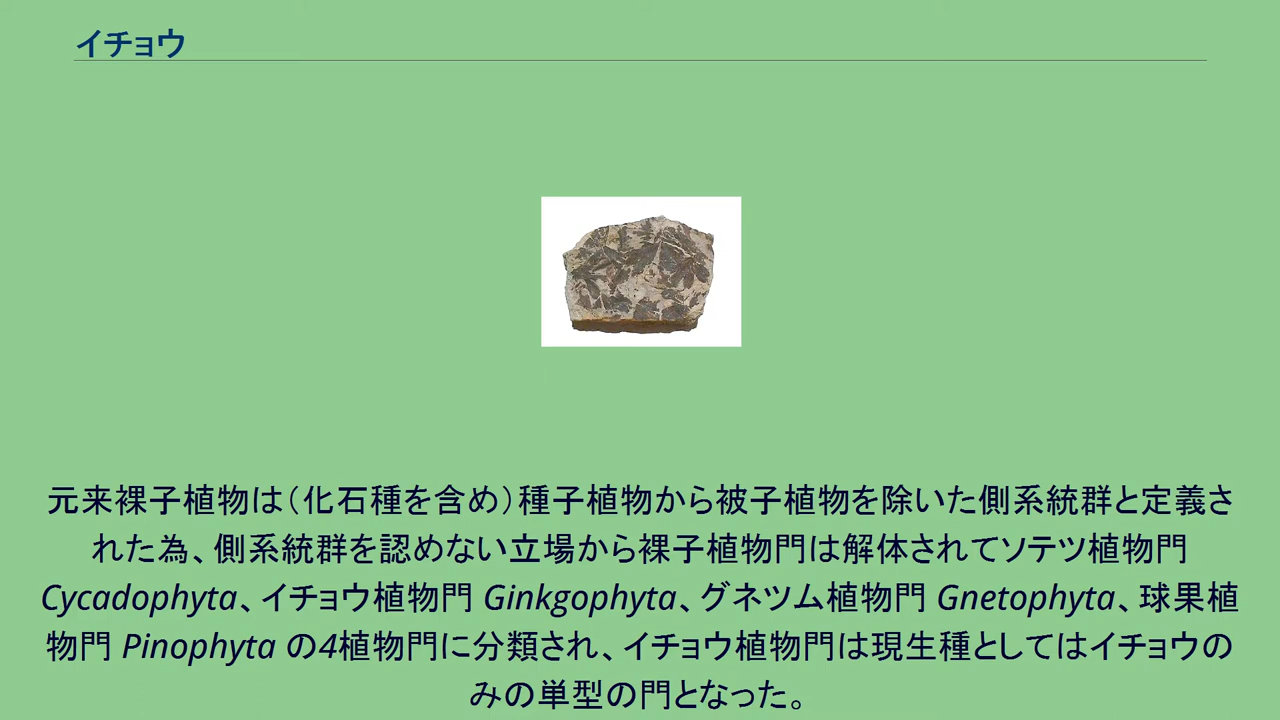 イチョウ
元来裸子植物は（化石種を含め）種子植物から被子植物を除いた側系統群と定義さ
れた為、側系統群を認めない立場から裸子植物門は解体されてソテツ植物門
Cycadophyta、イチョウ植物門 Ginkgophyta、グネツム植物門 Gnetophyta、球果植
物門 Pinophyta の4植物門に分類され、イチョウ植物門は現生種としてはイチョウの
みの単型の門となった。